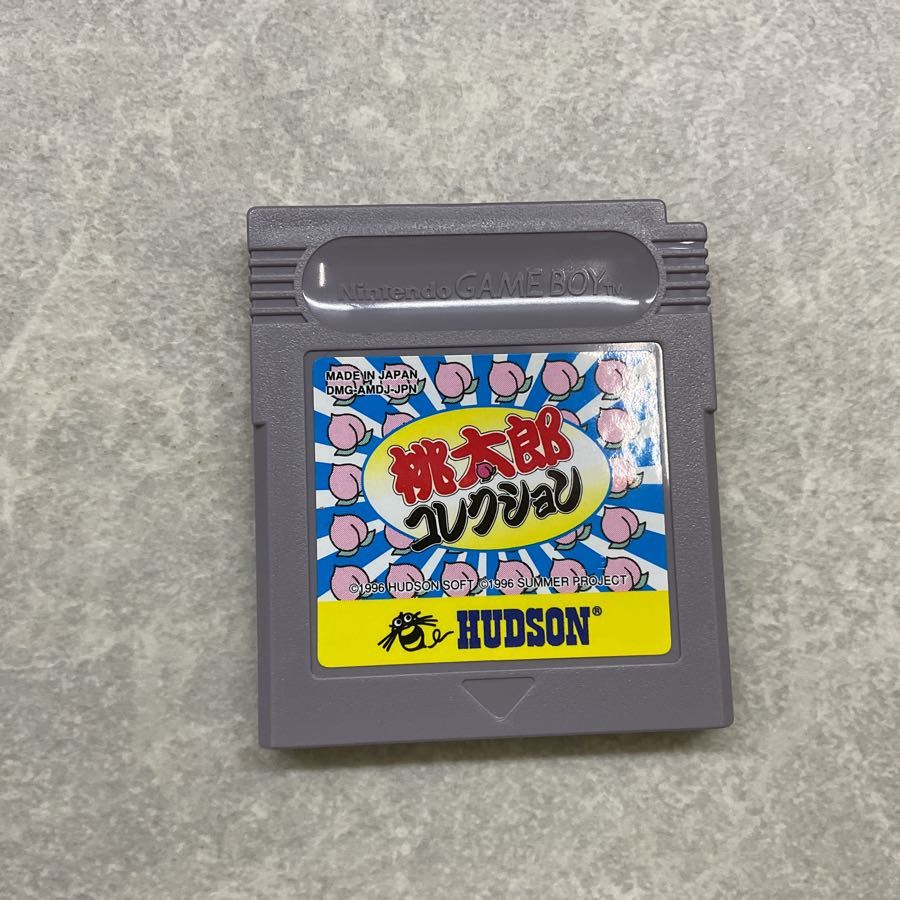 Nintendo GAME BOY TM
MADE IN JAPAN
DMG-AMDJ-JPN
桃太郎
コレクション
©1996 HUDSON SOFT ©1996 SUMMER PROJECT
HUDSON®